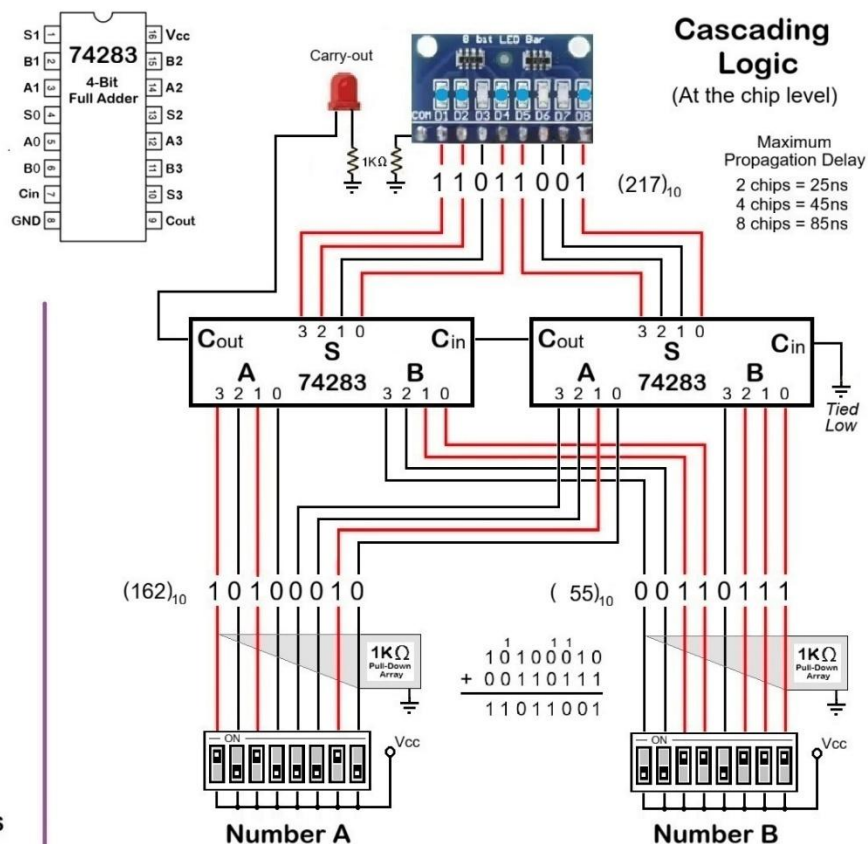 74283
4-Bit
Full Adder
S1 1
B1 2
A1 3
S0 4
A0 5
B0 6
Cin 7
GND 8
16 Vcc
15 B2
14 A2
13 S2
12 A3
11 B3
10 S3
9 Cout
Carry-out
1KΩ
8 bit LED Bar
COM D1 D2 D3 D4 D5 D6 D7 D8
Cascading
Logic
(At the chip level)
Maximum
Propagation Delay
2 chips = 25ns
4 chips = 45ns
8 chips = 85ns
1 1 0 1 1 0 0 1 (217)10
3 2 1 0
Cout S Cin
A 74283 B
3 2 1 0 3 2 1 0
3 2 1 0
Cout S Cin
A 74283 B
3 2 1 0 3 2 1 0
Tied
Low
(162)10 1 0 1 0 0 0 1 0
( 55)10 0 0 1 1 0 1 1 1
1KΩ
Pull-Down
Array
1 1 1
1 0 1 0 0 0 1 0
+ 0 0 1 1 0 1 1 1
1 1 0 1 1 0 0 1
1KΩ
Pull-Down
Array
ON
Vcc
Number A
ON
Vcc
Number B
s